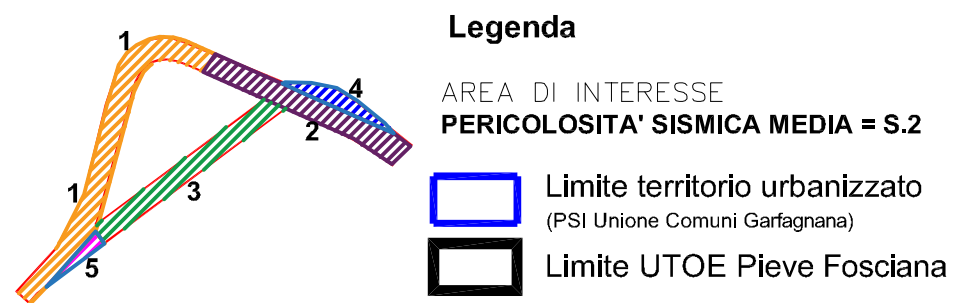 1
4
2
1
3
5
Legenda
AREA DI INTERESSE
PERICOLOSITA' SISMICA MEDIA = S.2
Limite territorio urbanizzato
(PSI Unione Comuni Garfagnana)
Limite UTOE Pieve Fosciana